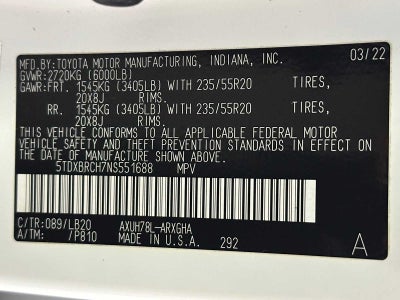 MFD.BY:TOYOTA MOTOR MANUFACTURING, INDIANA, INC. 03/22
GVWR:2720KG (6000LB)
GAWR:FRT. 1545KG (3405LB) WITH 235/55R20 TIRES,
20X8J RIMS.
RR. 1545KG (3405LB) WITH 235/55R20 TIRES,
20X8J RIMS.
THIS VEHICLE CONFORMS TO ALL APPLICABLE FEDERAL MOTOR
VEHICLE SAFETY AND THEFT PREVENTION STANDARDS IN EFFECT ON THE
DATE OF MANUFACTURE SHOWN ABOVE.
5TDXBRCH7NS551688 MPV
C/TR:089/LB20 AXUH78L-ARXGHA
A/TM: /P810 MADE IN U.S.A. 292 A